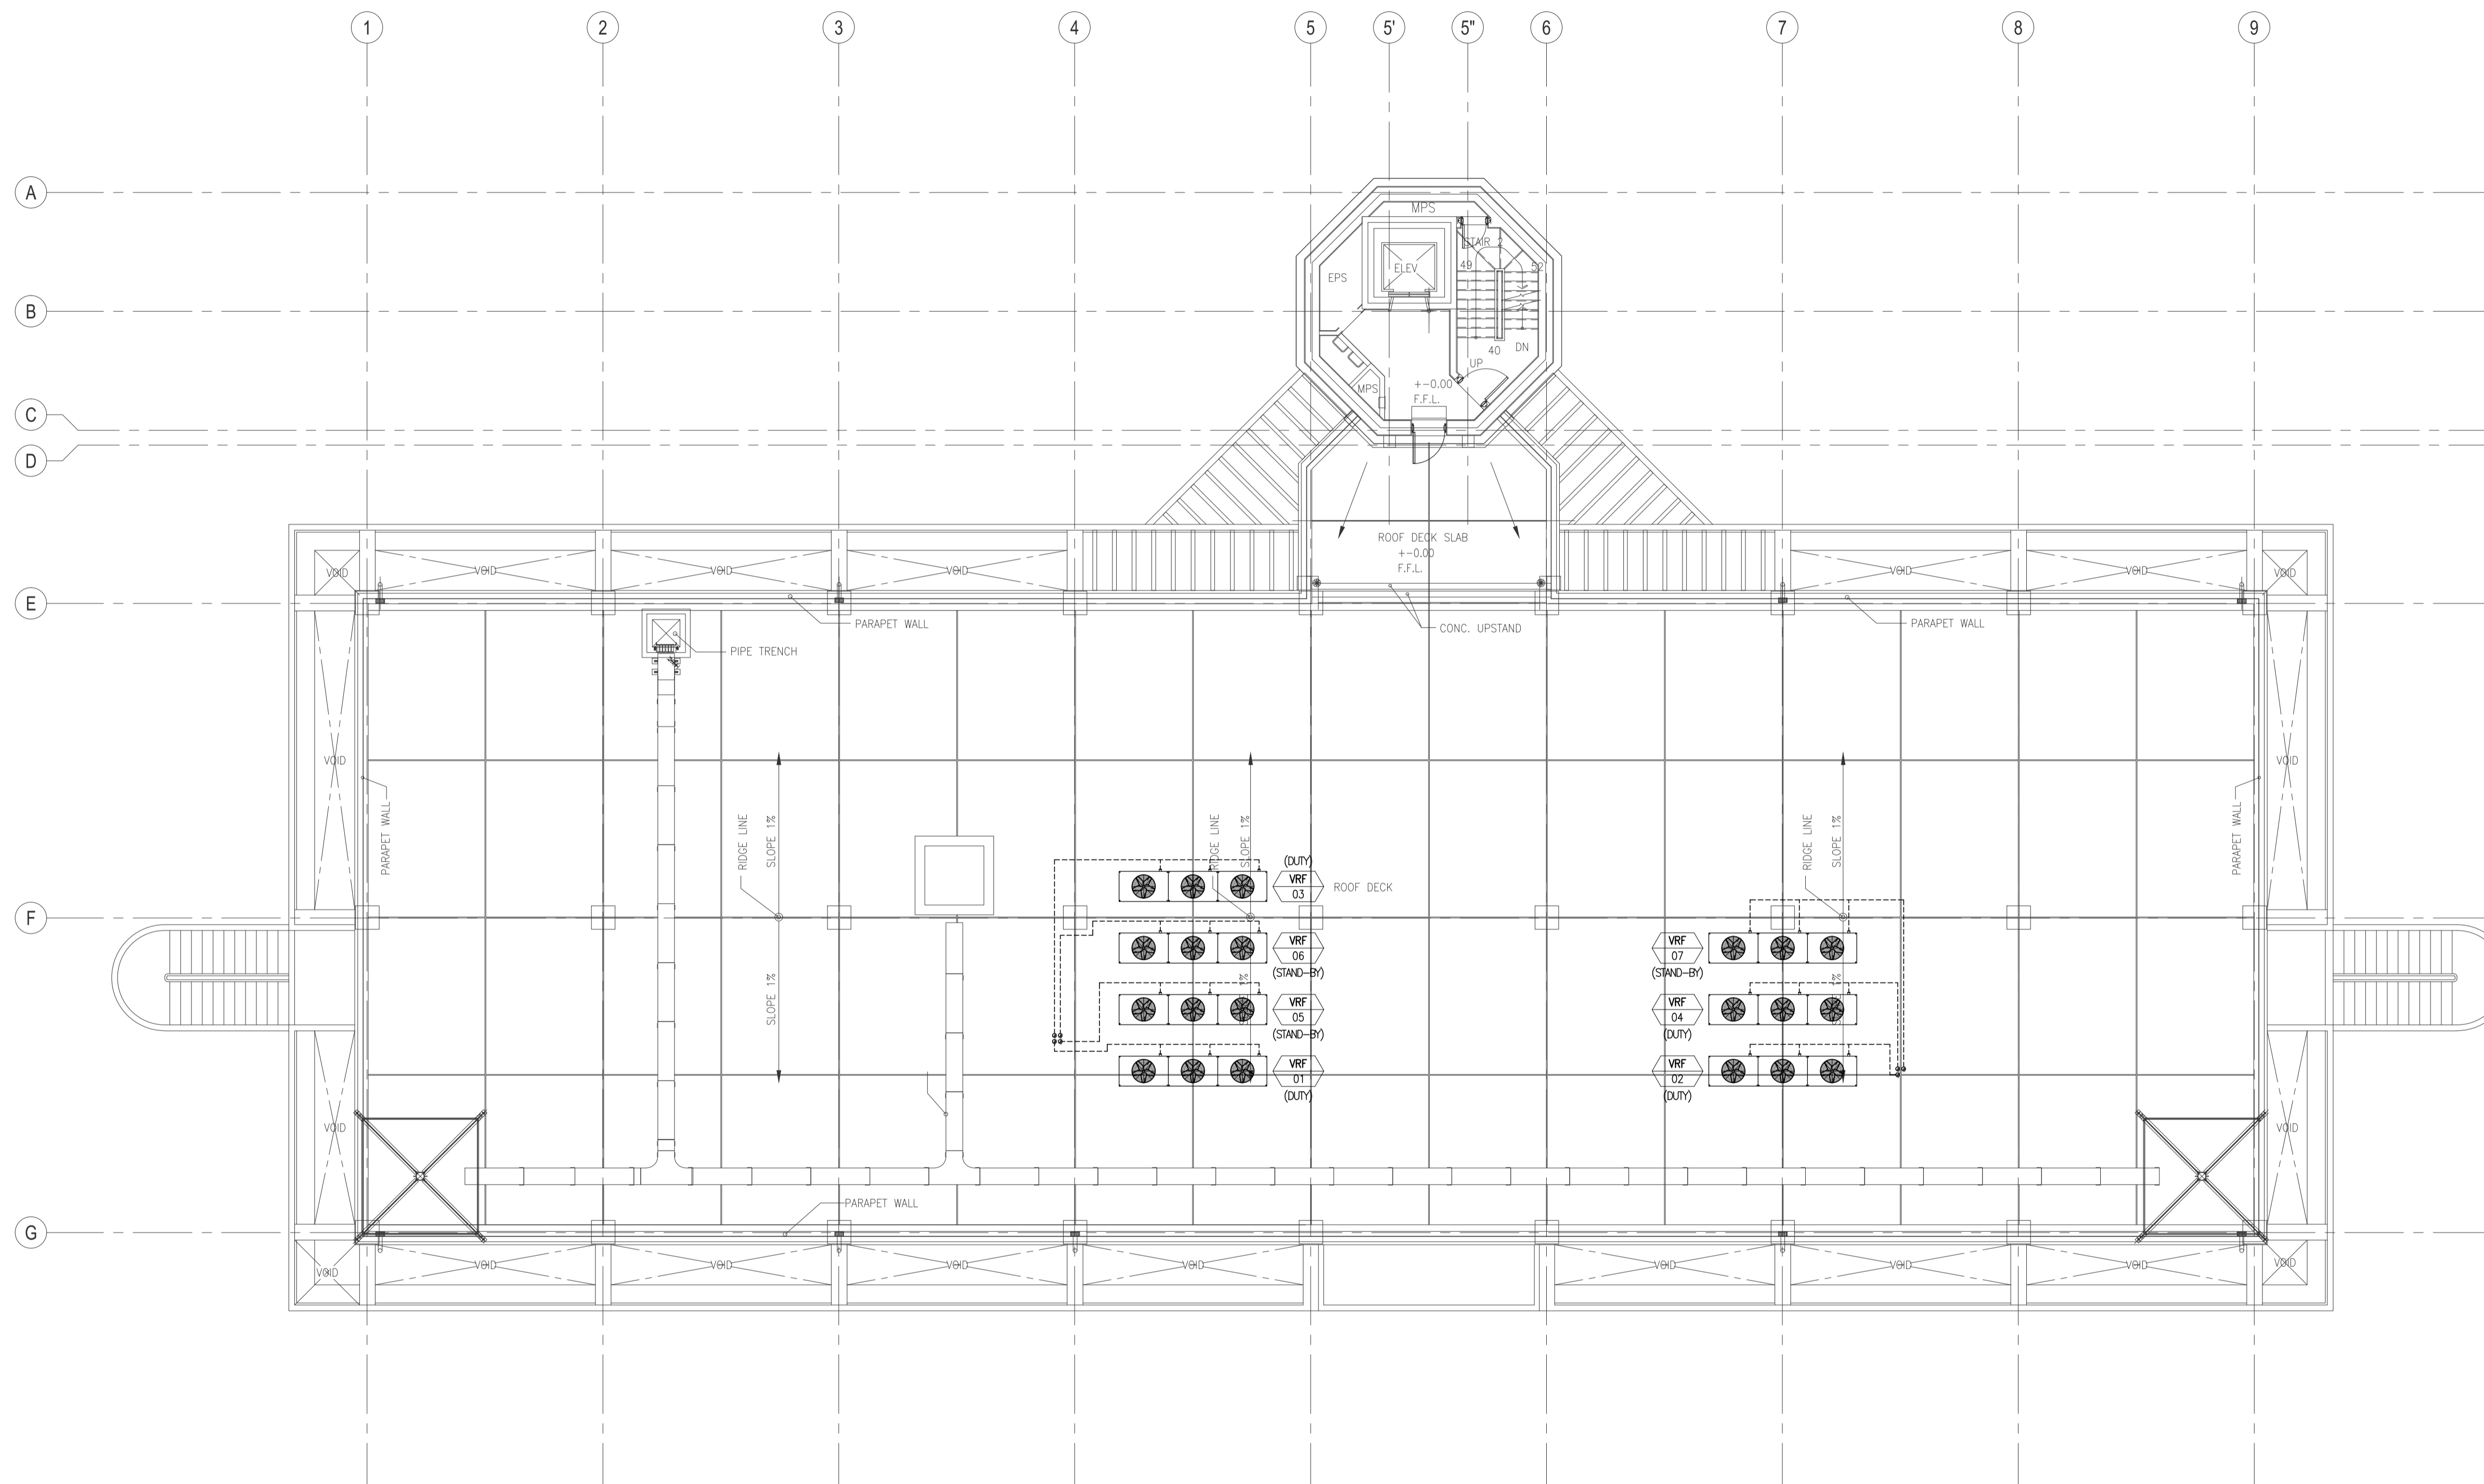 1 2 3 4 5 5' 5" 6 7 8 9
A
MPS
STAIR 2
49
52
ELEV
EPS
B
40
DN
UP
MPS
+-0.00
F.F.L.
C
D
ROOF DECK SLAB
+-0.00
F.F.L.
VOID VOID VOID VOID VOID VOID VOID
E
PARAPET WALL
CONC. UPSTAND
PARAPET WALL
PIPE TRENCH
VOID
VOID
PARAPET WALL
RIDGE LINE
SLOPE 1%
RIDGE LINE
SLOPE 1%
RIDGE LINE
SLOPE 1%
PARAPET WALL
(DUTY)
VRF
03
ROOF DECK
F
VRF
06
(STAND-BY)
VRF
07
(STAND-BY)
SLOPE 1%
VRF
05
(STAND-BY)
VRF
04
(DUTY)
VRF
01
(DUTY)
VRF
02
(DUTY)
VOID
VOID
PARAPET WALL
G
VOID VOID VOID VOID VOID VOID VOID VOID VOID